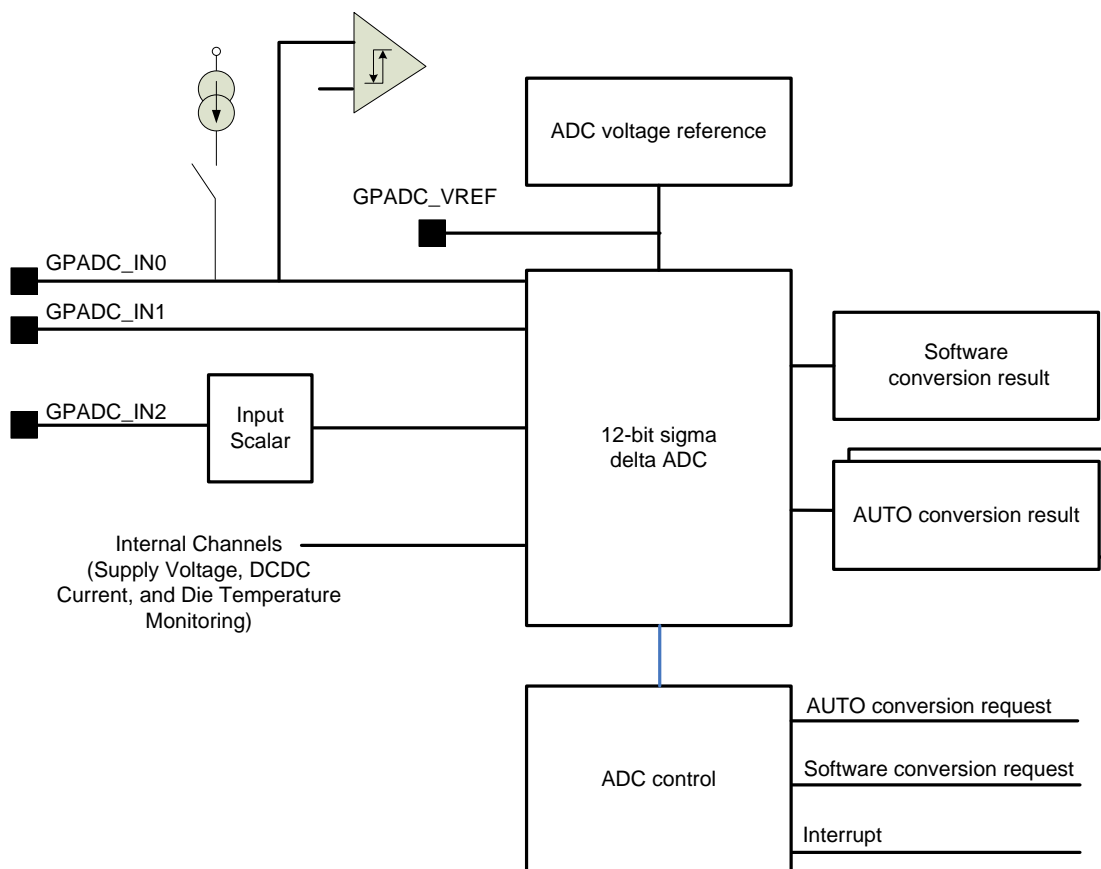 ADC voltage reference
GPADC_VREF
GPADC_IN0
GPADC_IN1
GPADC_IN2
Input
Scalar
12-bit sigma
delta ADC
Software
conversion result
AUTO conversion result
Internal Channels
(Supply Voltage, DCDC
Current, and Die Temperature
Monitoring)
ADC control
AUTO conversion request
Software conversion request
Interrupt